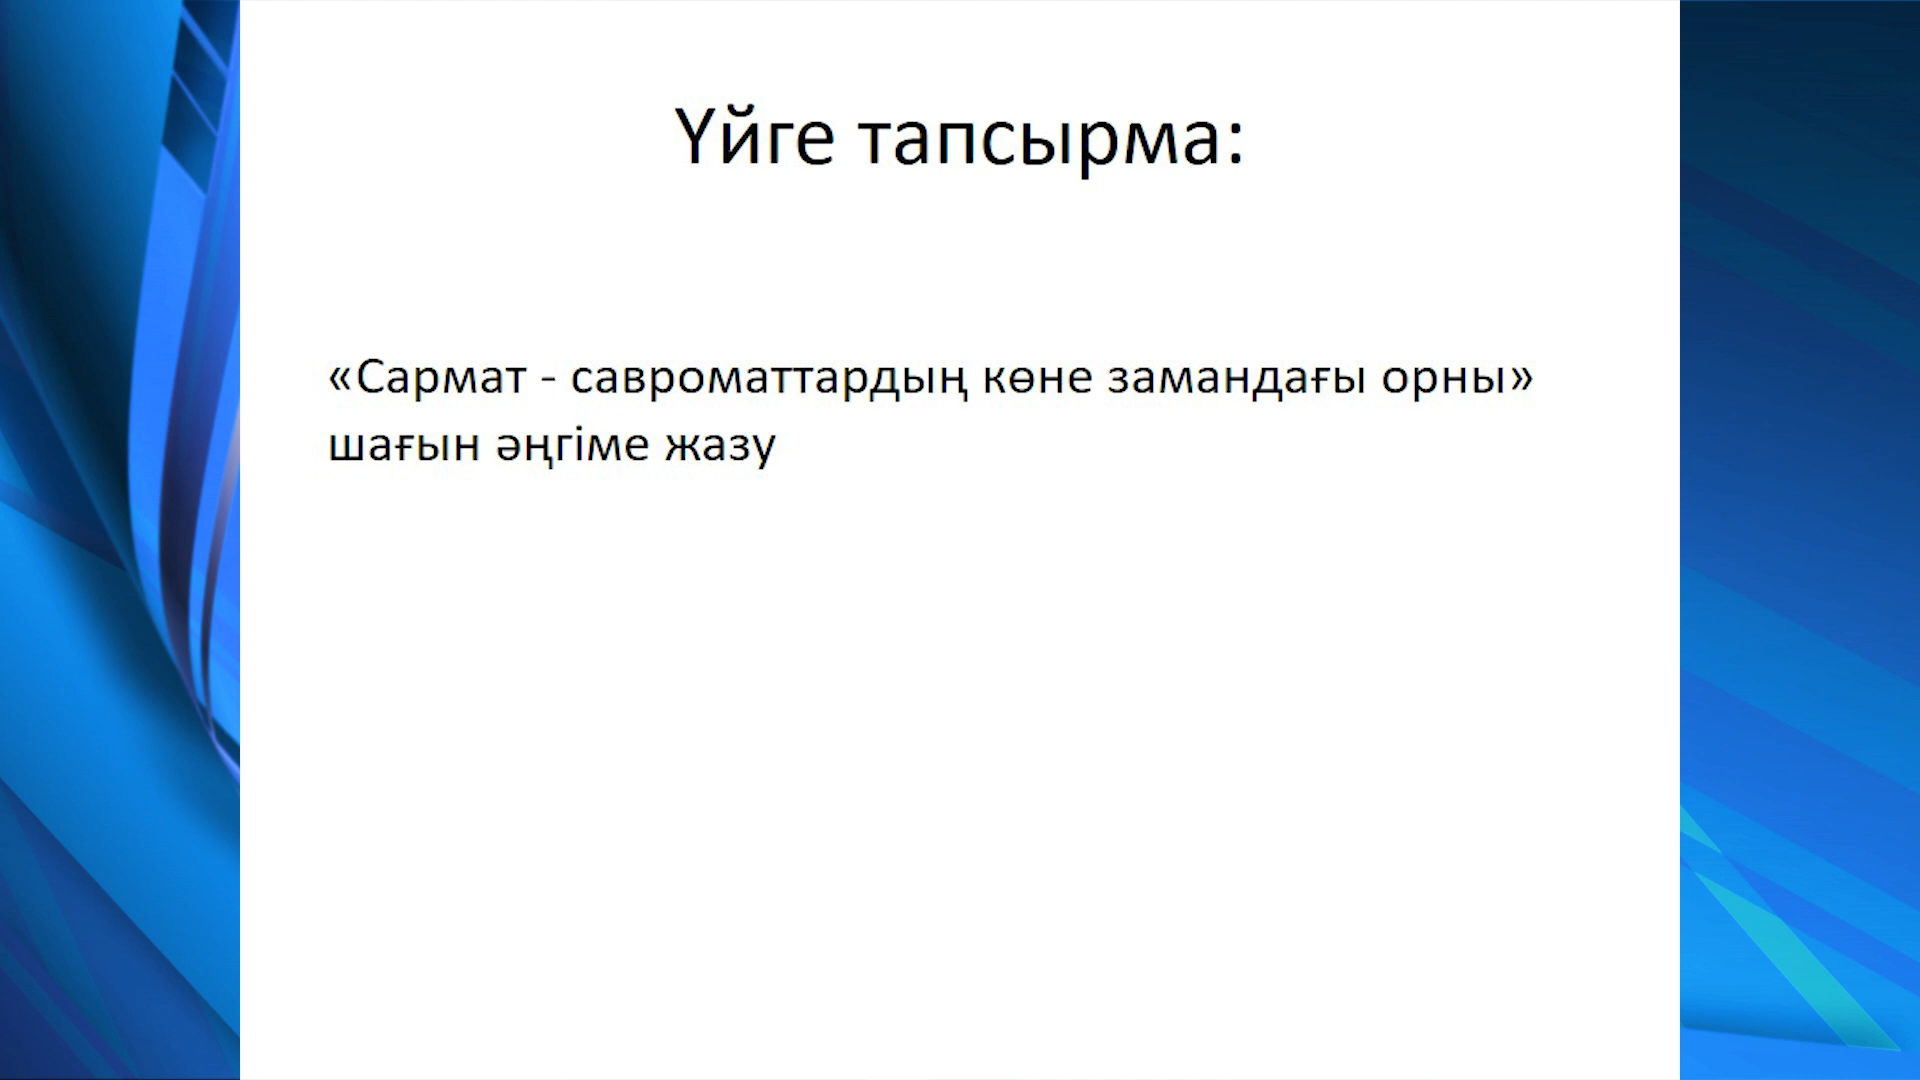 Үйге тапсырма:
«Сармат - савроматтардың көне замандағы орны»
шағын әңгіме жазу